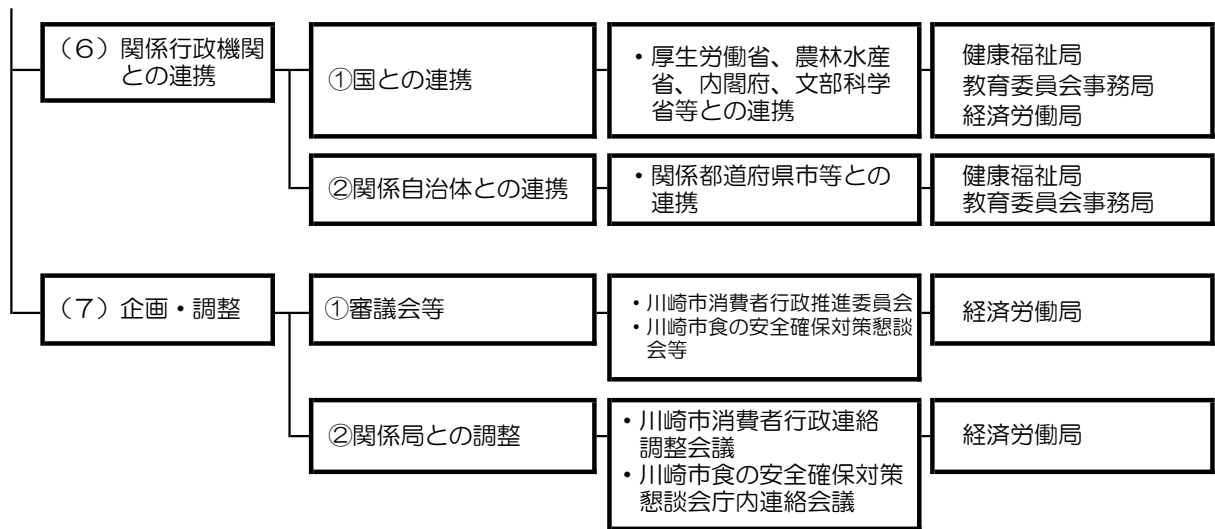 （６）関係行政機関
との連携
①国との連携
・厚生労働省、農林水産
省、内閣府、文部科学
省等との連携
健康福祉局
教育委員会事務局
経済労働局
②関係自治体との連携
・関係都道府県市等との
連携
健康福祉局
教育委員会事務局
（７）企画・調整
①審議会等
・川崎市消費者行政推進委員会
・川崎市食の安全確保対策懇談
会等
経済労働局
②関係局との調整
・川崎市消費者行政連絡
調整会議
・川崎市食の安全確保対策
懇談会庁内連絡会議
経済労働局